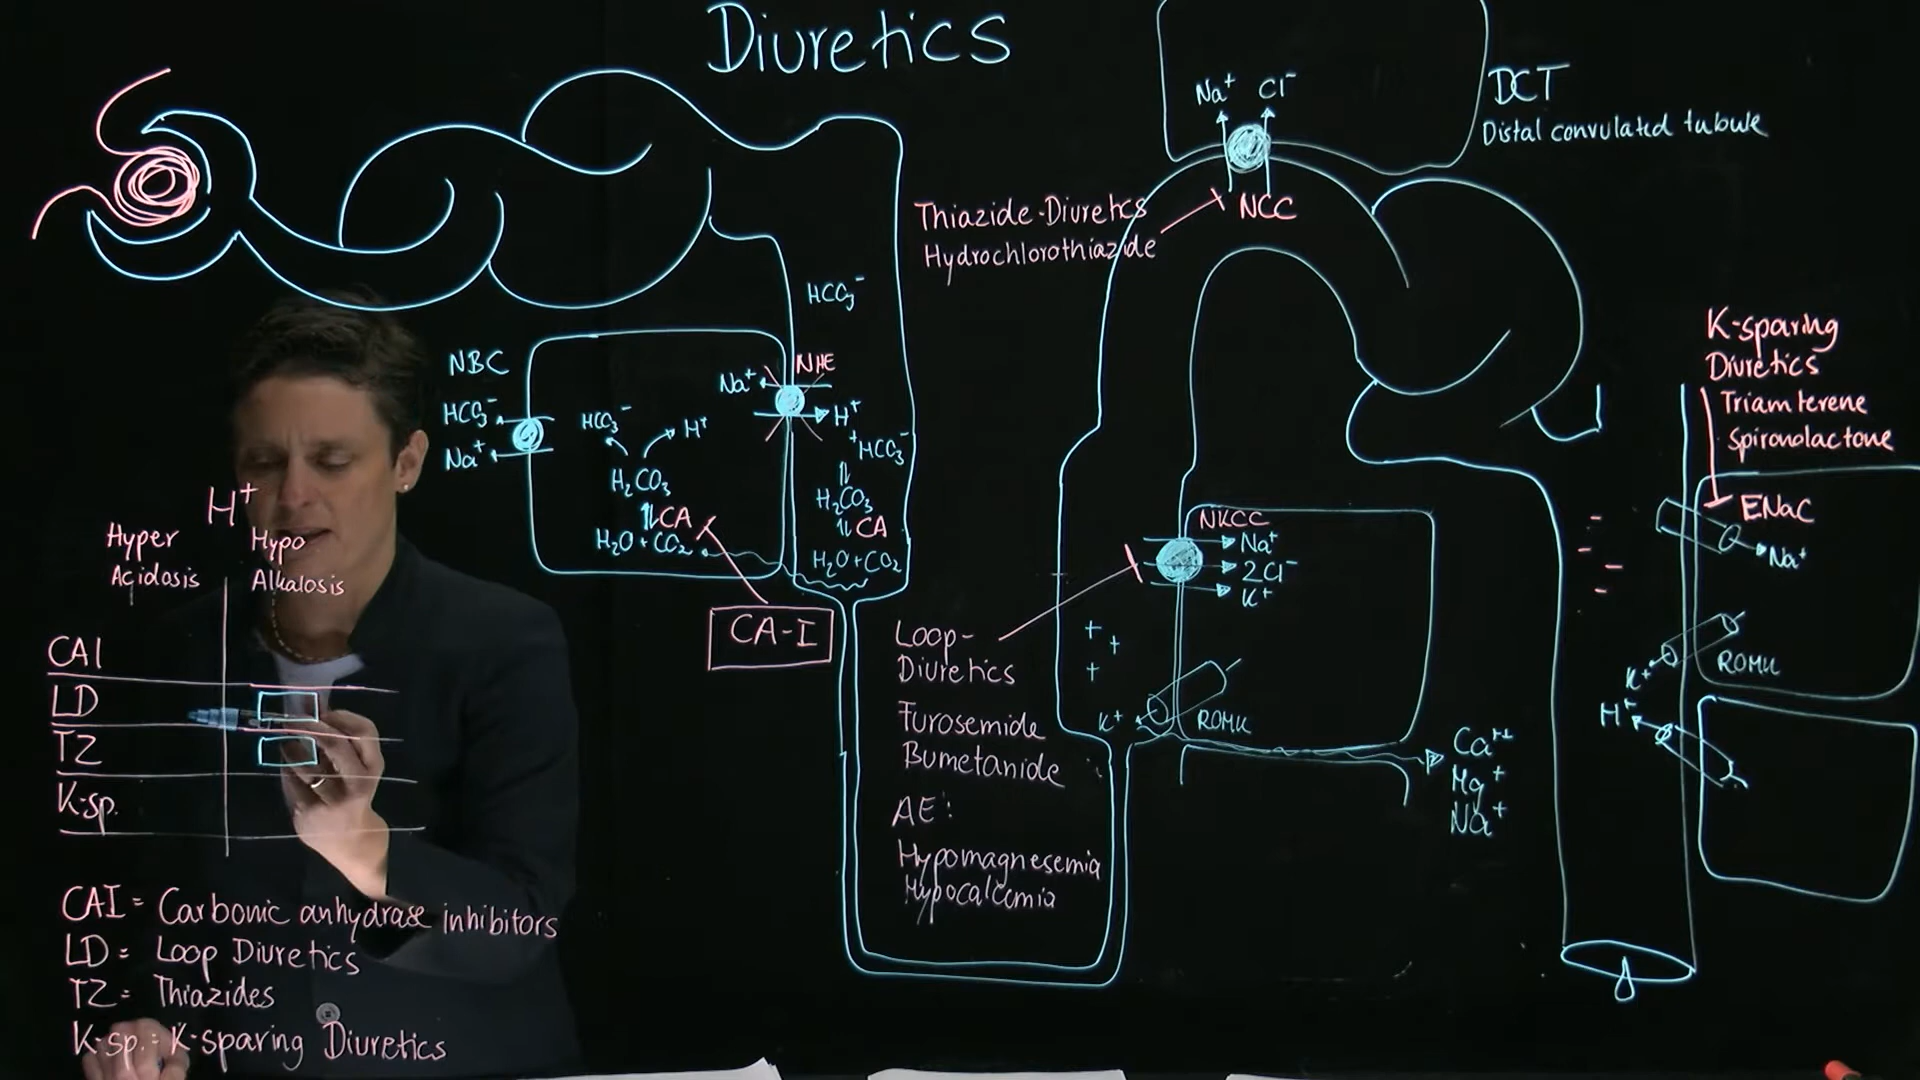 Diuretics
Na⁺ Cl⁻
DCT
Distal convulated tubule
Thiazide-Diuretics
Hydrochlorothiazide
NCC
HCO₃⁻
NBC
HCO₃⁻
Na⁺
HCO₃⁻
H⁺
H₂CO₃
CA
H₂O + CO₂
NHE
Na⁺
H⁺
+HCO₃⁻
H₂CO₃
CA
H₂O + CO₂
CA-I
K-sparing
Diuretics
Triamterene
Spironolactone
ENaC
Na⁺
ROMK
K⁺
H⁺
NKCC
Na⁺
2Cl⁻
K⁺
+ + +
K⁺
ROMK
Ca⁺⁺
Mg⁺
Na⁺
Loop-
Diuretics
Furosemide
Bumetanide
AE:
Hypomagnesemia
Hypocalcemia
H⁺
Hyper Hypo
Acidosis Alkalosis
CAI
LD
TZ
K-sp.
CAI = Carbonic anhydrase inhibitors
LD = Loop Diuretics
TZ = Thiazides
K-sp. = K-sparing Diuretics